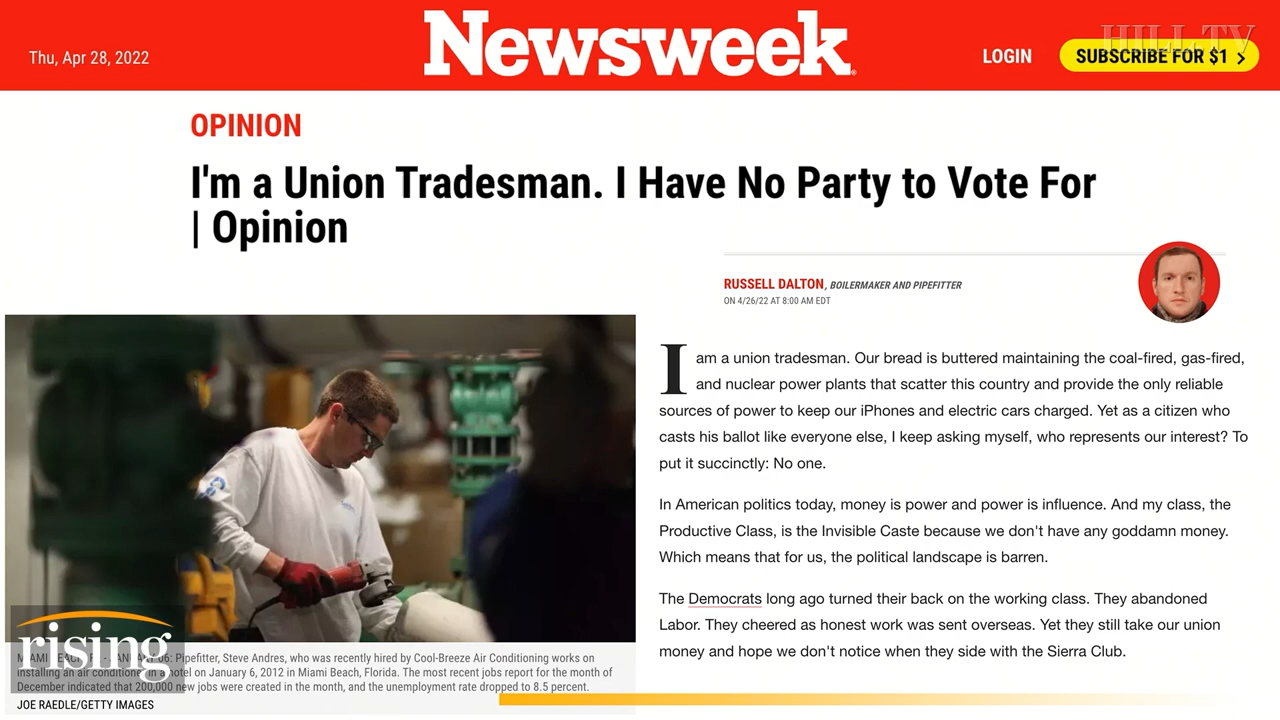 Thu, Apr 28, 2022
Newsweek
LOGIN
SUBSCRIBE FOR $1
HILL.TV
OPINION
I'm a Union Tradesman. I Have No Party to Vote For
| Opinion
RUSSELL DALTON, BOILERMAKER AND PIPEFITTER
ON 4/26/22 AT 8:00 AM EDT
I am a union tradesman. Our bread is buttered maintaining the coal-fired, gas-fired,
and nuclear power plants that scatter this country and provide the only reliable
sources of power to keep our iPhones and electric cars charged. Yet as a citizen who
casts his ballot like everyone else, I keep asking myself, who represents our interest? To
put it succinctly: No one.
In American politics today, money is power and power is influence. And my class, the
Productive Class, is the Invisible Caste because we don't have any goddamn money.
Which means that for us, the political landscape is barren.
The Democrats long ago turned their back on the working class. They abandoned
Labor. They cheered as honest work was sent overseas. Yet they still take our union
money and hope we don't notice when they side with the Sierra Club.
rising
MIAMI BEACH, FL - JANUARY 06: Pipefitter, Steve Andres, who was recently hired by Cool-Breeze Air Conditioning works on
installing an air conditioner in a hotel on January 6, 2012 in Miami Beach, Florida. The most recent jobs report for the month of
December indicated that 200,000 new jobs were created in the month, and the unemployment rate dropped to 8.5 percent.
JOE RAEDLE/GETTY IMAGES